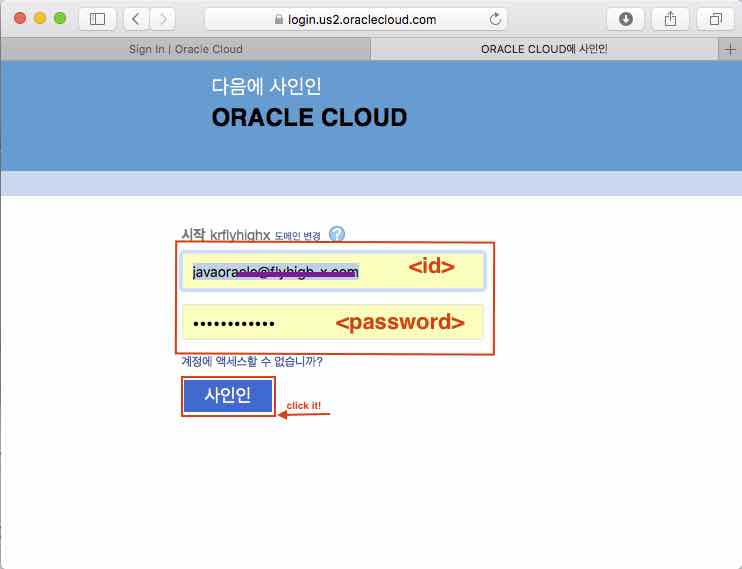 login.us2.oraclecloud.com
Sign In | Oracle Cloud
ORACLE CLOUD에 사인인
다음에 사인인
ORACLE CLOUD
시작 krflyhighx 도메인 변경 ?
javaoracle@flyhigh-x.com <id>
•••••••••••• <password>
계정에 액세스할 수 없습니까?
사인인
click it!